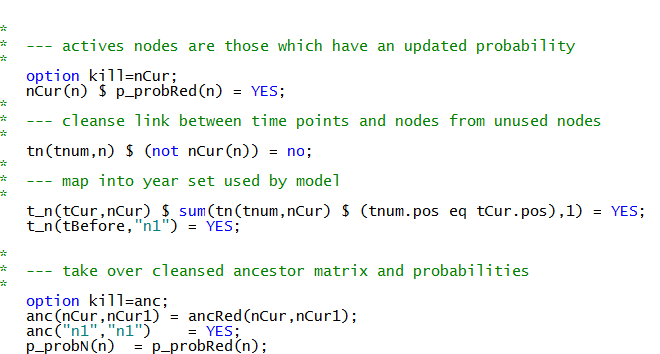 *
* --- actives nodes are those which have an updated probability
*
option kill=nCur;
nCur(n) $ p_probRed(n) = YES;
*
* --- cleanse link between time points and nodes from unused nodes
*
tn(tnum,n) $ (not nCur(n)) = no;
*
* --- map into year set used by model
*
t_n(tCur,nCur) $ sum(tn(tnum,nCur) $ (tnum.pos eq tCur.pos),1) = YES;
t_n(tBefore,"n1") = YES;
*
* --- take over cleansed ancestor matrix and probabilities
*
option kill=anc;
anc(nCur,nCur1) = ancRed(nCur,nCur1);
anc("n1","n1") = YES;
p_probN(n) = p_probRed(n);